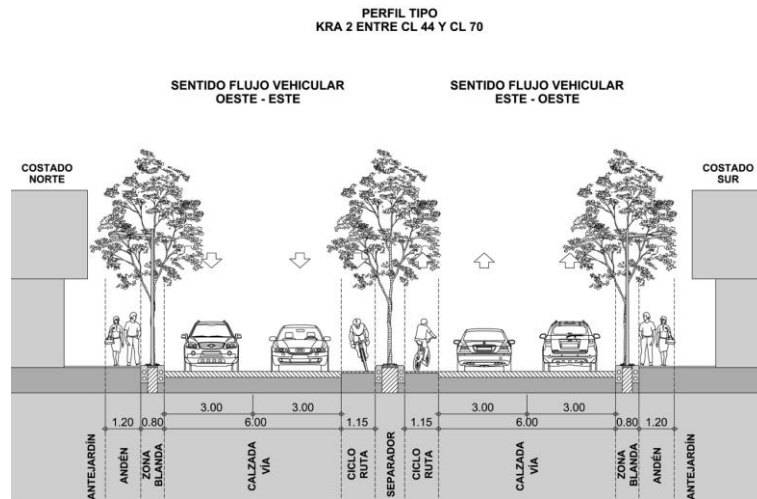 PERFIL TIPO
KRA 2 ENTRE CL 44 Y CL 70
SENTIDO FLUJO VEHICULAR
OESTE - ESTE
SENTIDO FLUJO VEHICULAR
ESTE - OESTE
COSTADO
NORTE
COSTADO
SUR
3.00
3.00
3.00
3.00
1.20
0.80
6.00
1.15
1.15
6.00
0.80
1.20
ANTEJARDÍN
ANDÉN
ZONA
BLANDA
CALZADA
VÍA
CICLO
RUTA
SEPARADOR
CICLO
RUTA
CALZADA
VÍA
ZONA
BLANDA
ANDÉN
ANTEJARDÍN